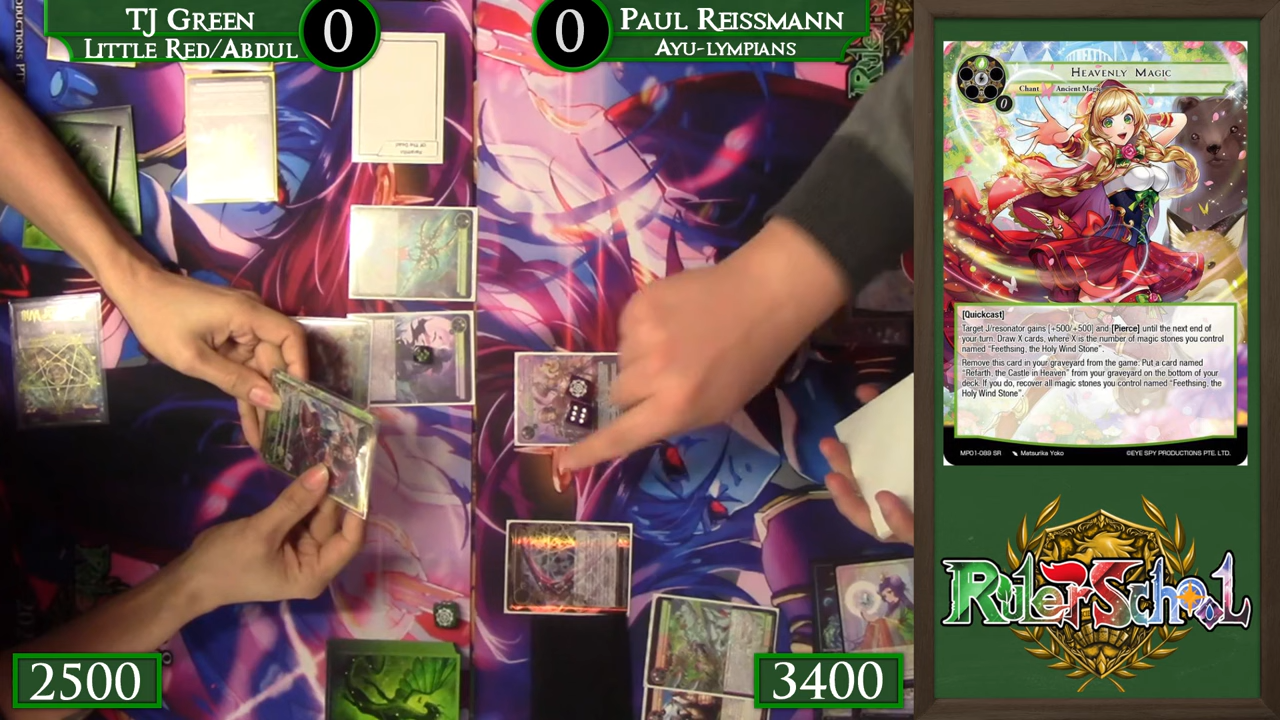 TJ Green
Little Red/Abdul
0
0
Paul Reissmann
Ayu-lympians
Heavenly Magic
Chant Ancient Magic
0
[Quickcast]
Target J/resonator gains [+500/+500] and [Pierce] until the next end of
your turn. Draw X cards, where X is the number of magic stones you control
named "Feethsing, the Holy Wind Stone".
Remove this card in your graveyard from the game: Put a card named
"Refarth, the Castle in Heaven" from your graveyard on the bottom of your
deck. If you do, recover all magic stones you control named "Feethsing, the
Holy Wind Stone".
MP01-089 SR Matsurika Yoko ©EYE SPY PRODUCTIONS PTE. LTD.
Ruler School
2500
3400